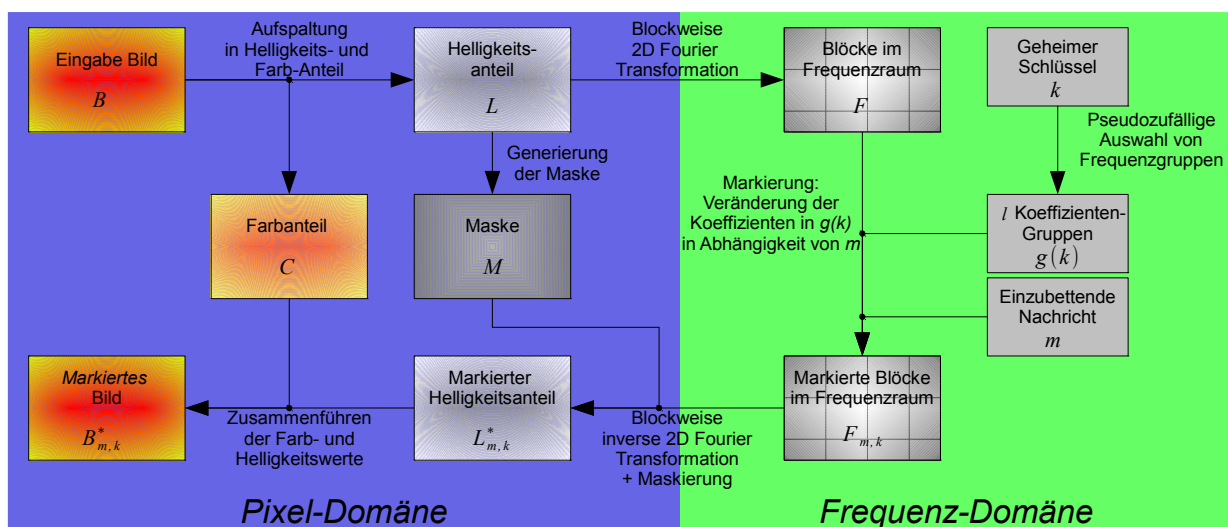 Eingabe Bild
B
Aufspaltung
in Helligkeits- und
Farb-Anteil
Helligkeits-
anteil
L
Blockweise
2D Fourier
Transformation
Blöcke im
Frequenzraum
F
Geheimer
Schlüssel
k
Generierung
der Maske
Pseudozufällige
Auswahl von
Frequenzgruppen
Farbanteil
C
Maske
M
Markierung:
Veränderung der
Koeffizienten in g(k)
in Abhängigkeit von m
l Koeffizienten-
Gruppen
g(k)
Einzubettende
Nachricht
m
Markiertes
Bild
B*m,k
Zusammenführen
der Farb- und
Helligkeitswerte
Markierter
Helligkeitsanteil
L*m,k
Blockweise
inverse 2D Fourier
Transformation
+ Maskierung
Markierte Blöcke
im Frequenzraum
Fm,k
Pixel-Domäne
Frequenz-Domäne